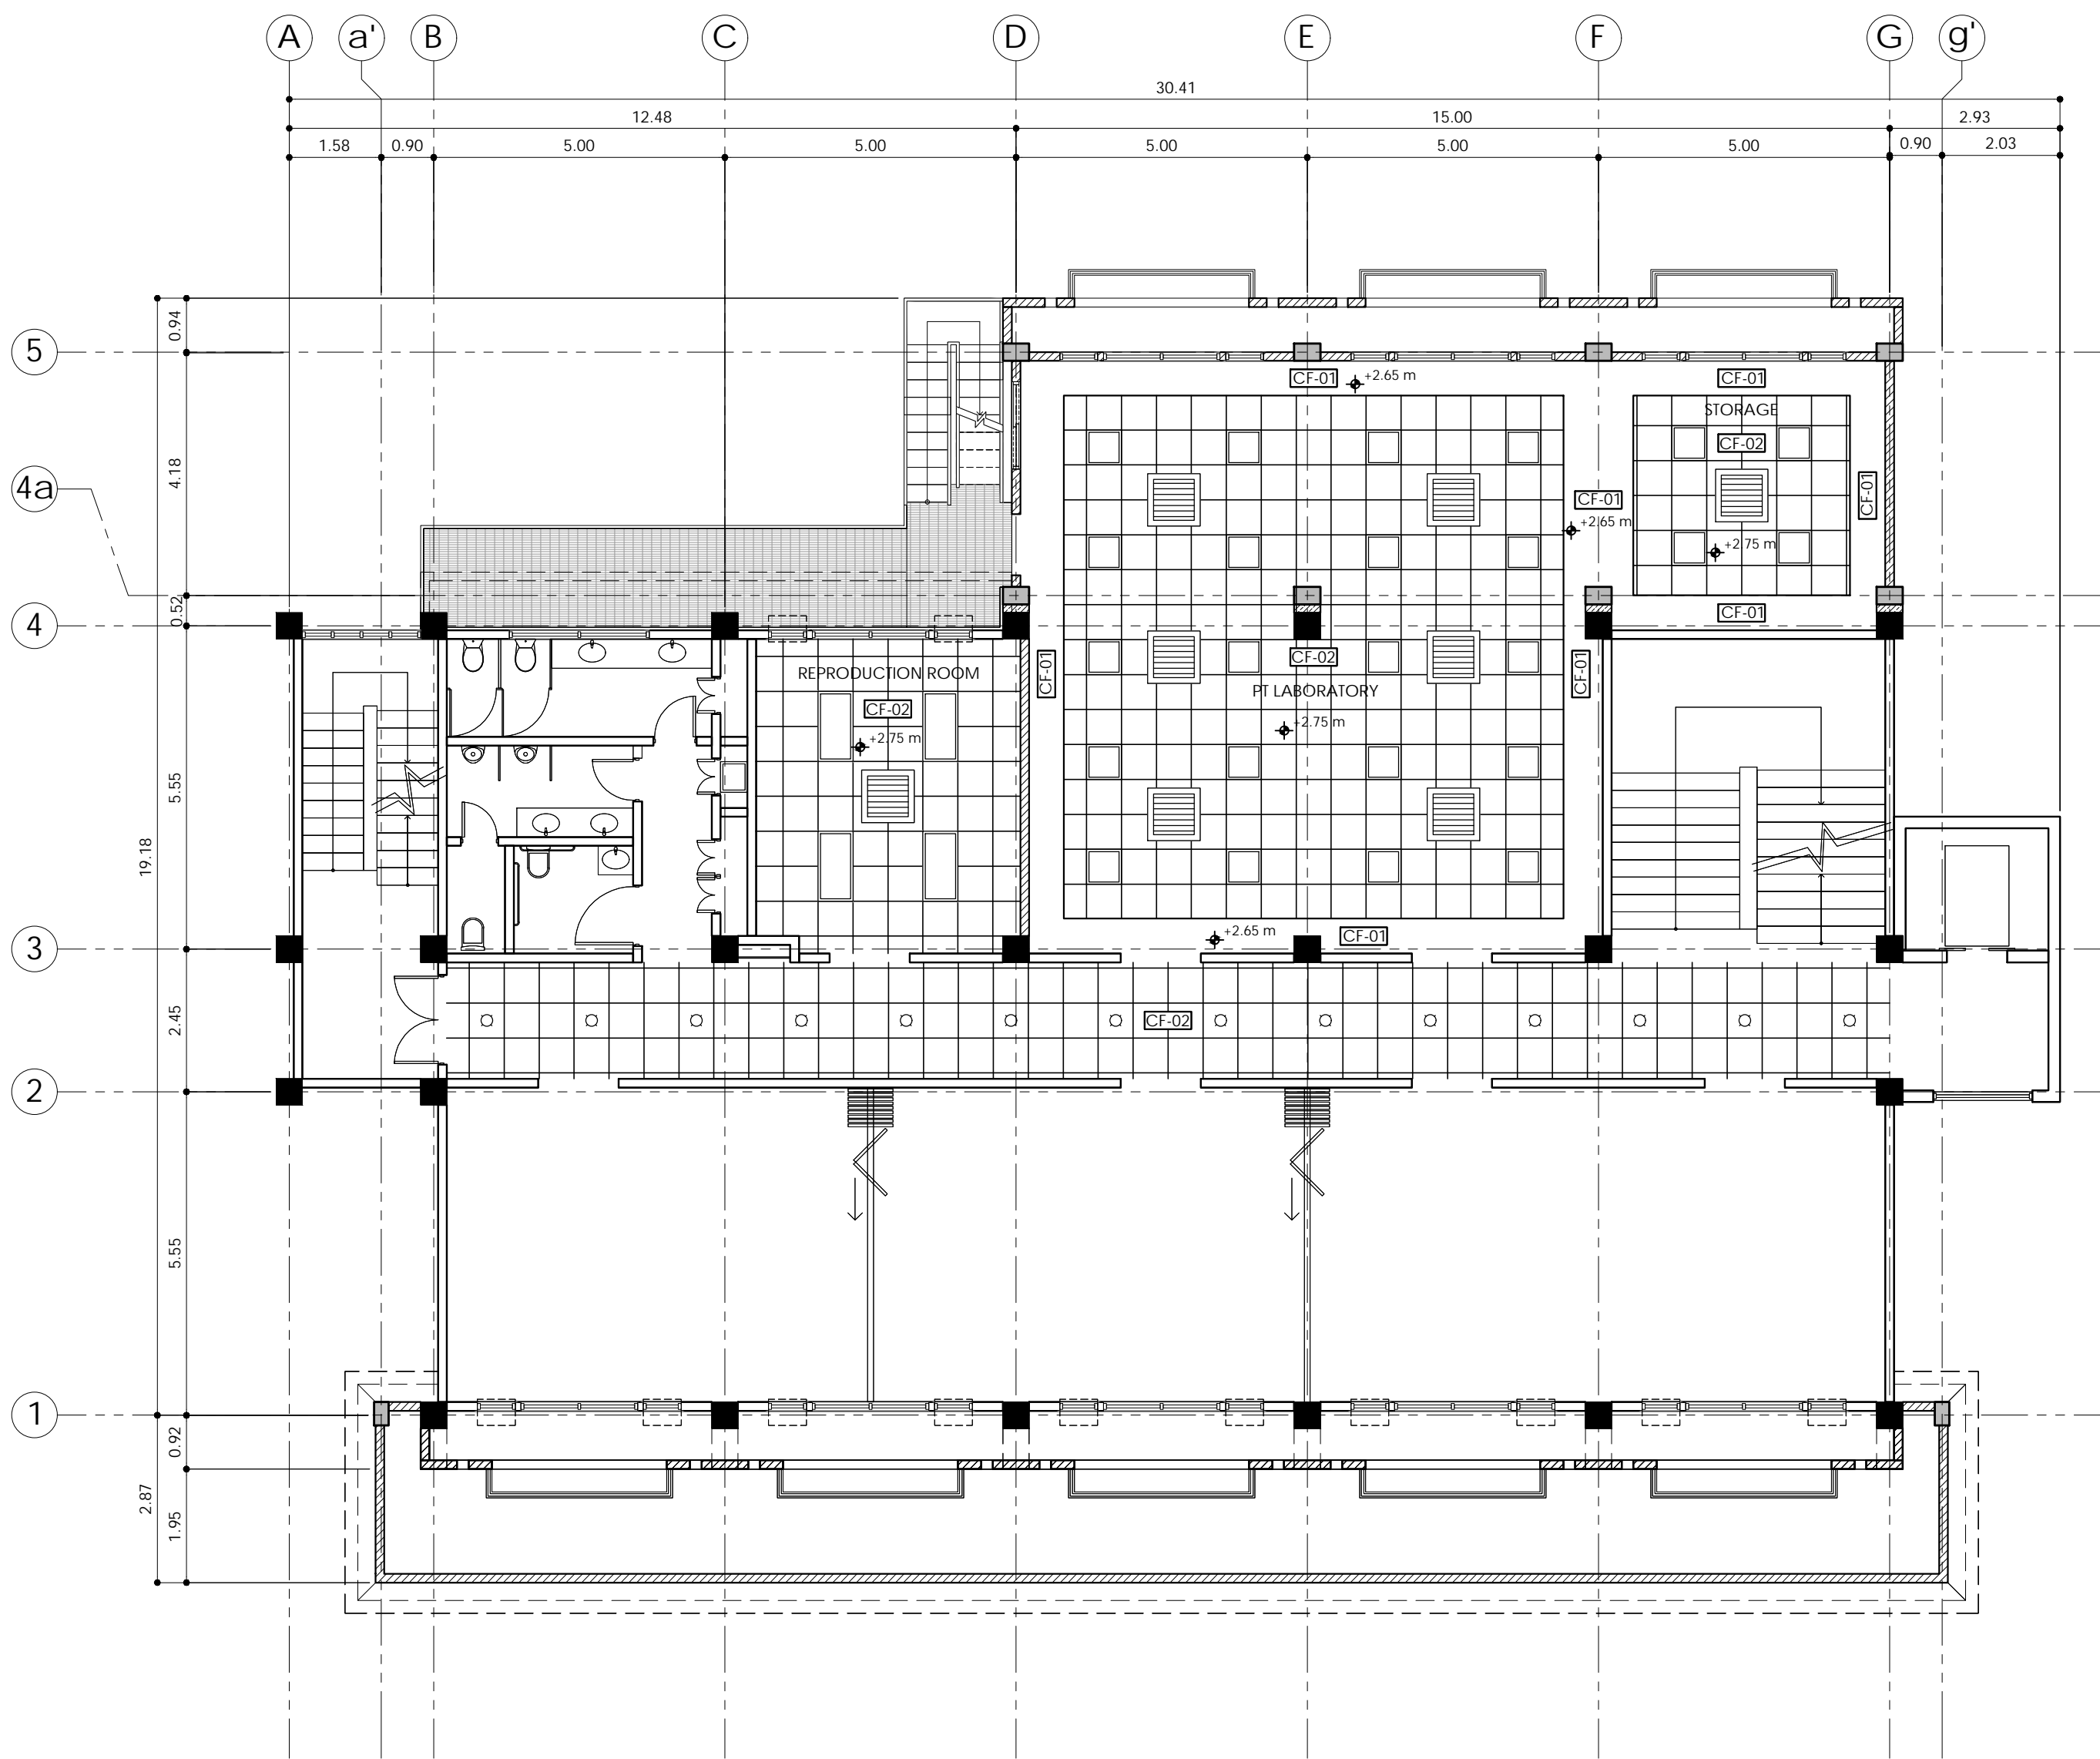 A a' B C D E F G g'
30.41
12.48 15.00 2.93
1.58 0.90 5.00 5.00 5.00 5.00 5.00 0.90 2.03
5
4a
4
3
2
1
0.94
4.18
0.52
5.55
19.18
2.45
5.55
0.92
2.87
1.95
CF-01 +2.65 m
CF-01
STORAGE
CF-02
CF-01
CF-01
+2.65 m
+2.75 m
CF-01
REPRODUCTION ROOM
CF-02
+2.75 m
CF-01
CF-02
PT LABORATORY
+2.75 m
CF-01
+2.65 m
CF-01
CF-02